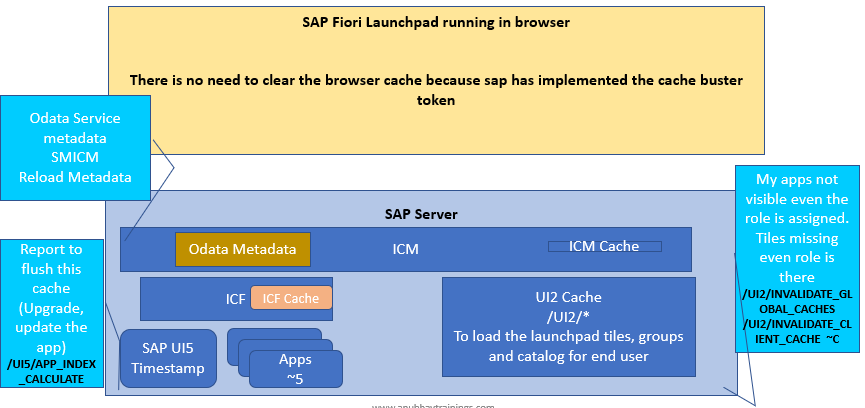 SAP Fiori Launchpad running in browser
There is no need to clear the browser cache because sap has implemented the cache buster
token
Odata Service
metadata
SMICM
Reload Metadata
SAP Server
Odata Metadata
ICM
ICM Cache
ICF
ICF Cache
SAP UI5
Timestamp
Apps
~5
UI2 Cache
/UI2/*
To load the launchpad tiles, groups
and catalog for end user
Report to
flush this
cache
(Upgrade,
update the
app)
/UI5/APP_INDEX
_CALCULATE
My apps not
visible even the
role is assigned.
Tiles missing
even role is
there
/UI2/INVALIDATE_GL
OBAL_CACHES
/UI2/INVALIDATE_CL
IENT_CACHE ~C
www.anubhavtrainings.com